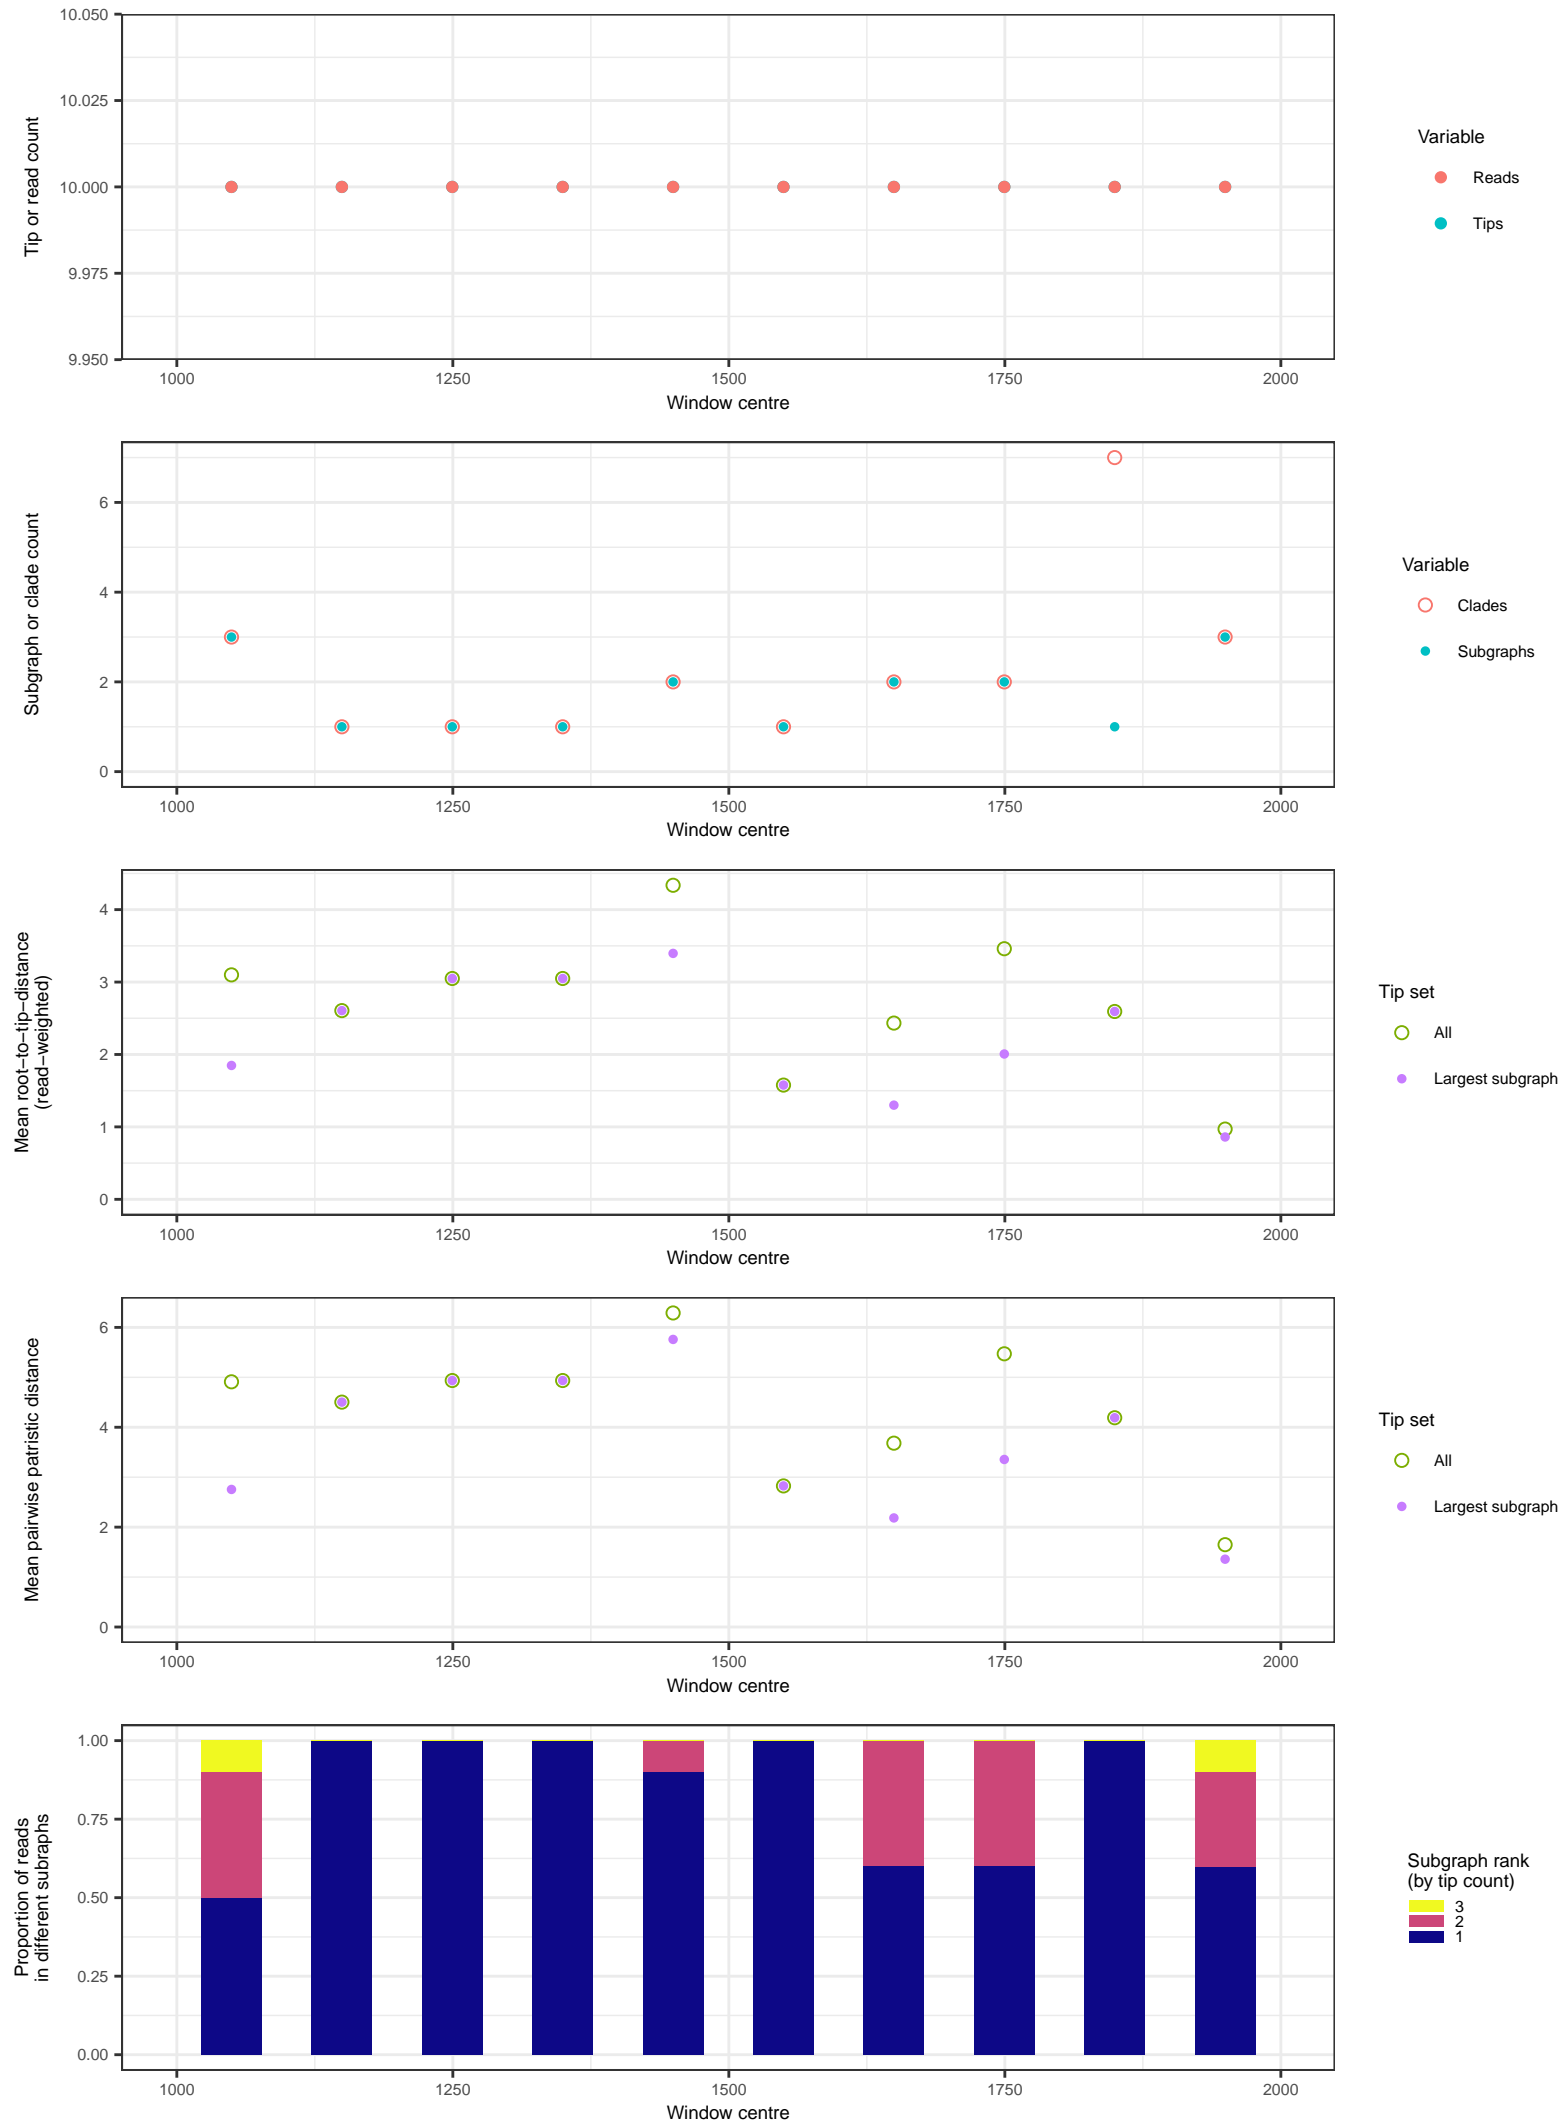 10.050
10.025
10.000
9.975
9.950
Tip or read count
1000 1250 1500 1750 2000
Window centre
Variable
Reads
Tips
6
4
2
0
Subgraph or clade count
1000 1250 1500 1750 2000
Window centre
Variable
Clades
Subgraphs
4
3
2
1
0
Mean root−to−tip−distance
(read−weighted)
1000 1250 1500 1750 2000
Window centre
Tip set
All
Largest subgraph
6
4
2
0
Mean pairwise patristic distance
1000 1250 1500 1750 2000
Window centre
Tip set
All
Largest subgraph
1.00
0.75
0.50
0.25
0.00
Proportion of reads
in different subraphs
1000 1250 1500 1750 2000
Window centre
Subgraph rank
(by tip count)
3
2
1